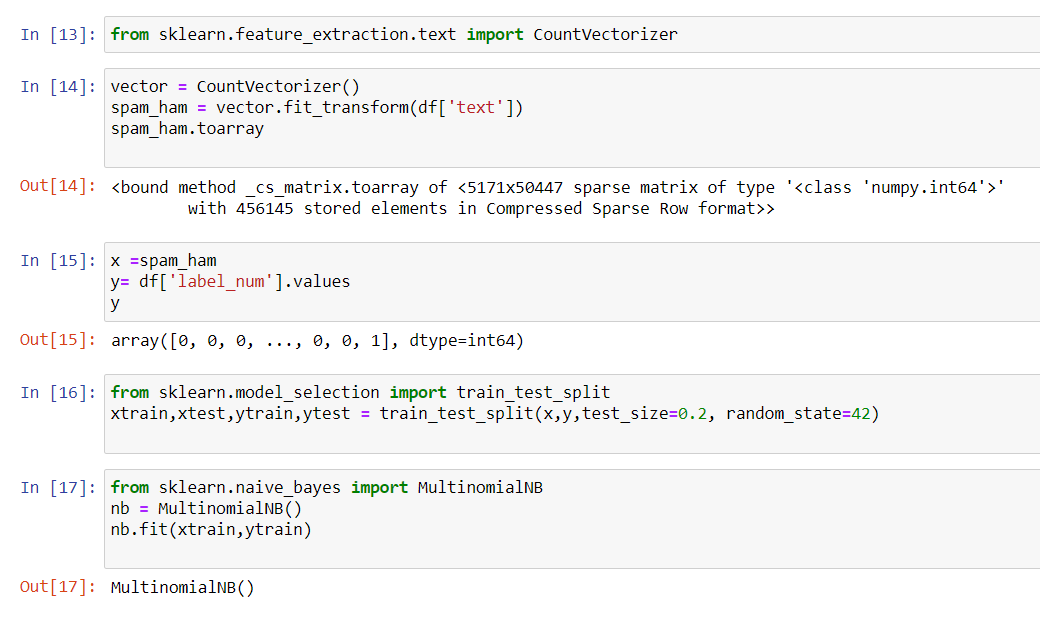 In [13]: from sklearn.feature_extraction.text import CountVectorizer
In [14]: vector = CountVectorizer()
spam_ham = vector.fit_transform(df['text'])
spam_ham.toarray
Out[14]: <bound method _cs_matrix.toarray of <5171x50447 sparse matrix of type '<class 'numpy.int64'>'
with 456145 stored elements in Compressed Sparse Row format>>
In [15]: x =spam_ham
y= df['label_num'].values
y
Out[15]: array([0, 0, 0, ..., 0, 0, 1], dtype=int64)
In [16]: from sklearn.model_selection import train_test_split
xtrain,xtest,ytrain,ytest = train_test_split(x,y,test_size=0.2, random_state=42)
In [17]: from sklearn.naive_bayes import MultinomialNB
nb = MultinomialNB()
nb.fit(xtrain,ytrain)
Out[17]: MultinomialNB()